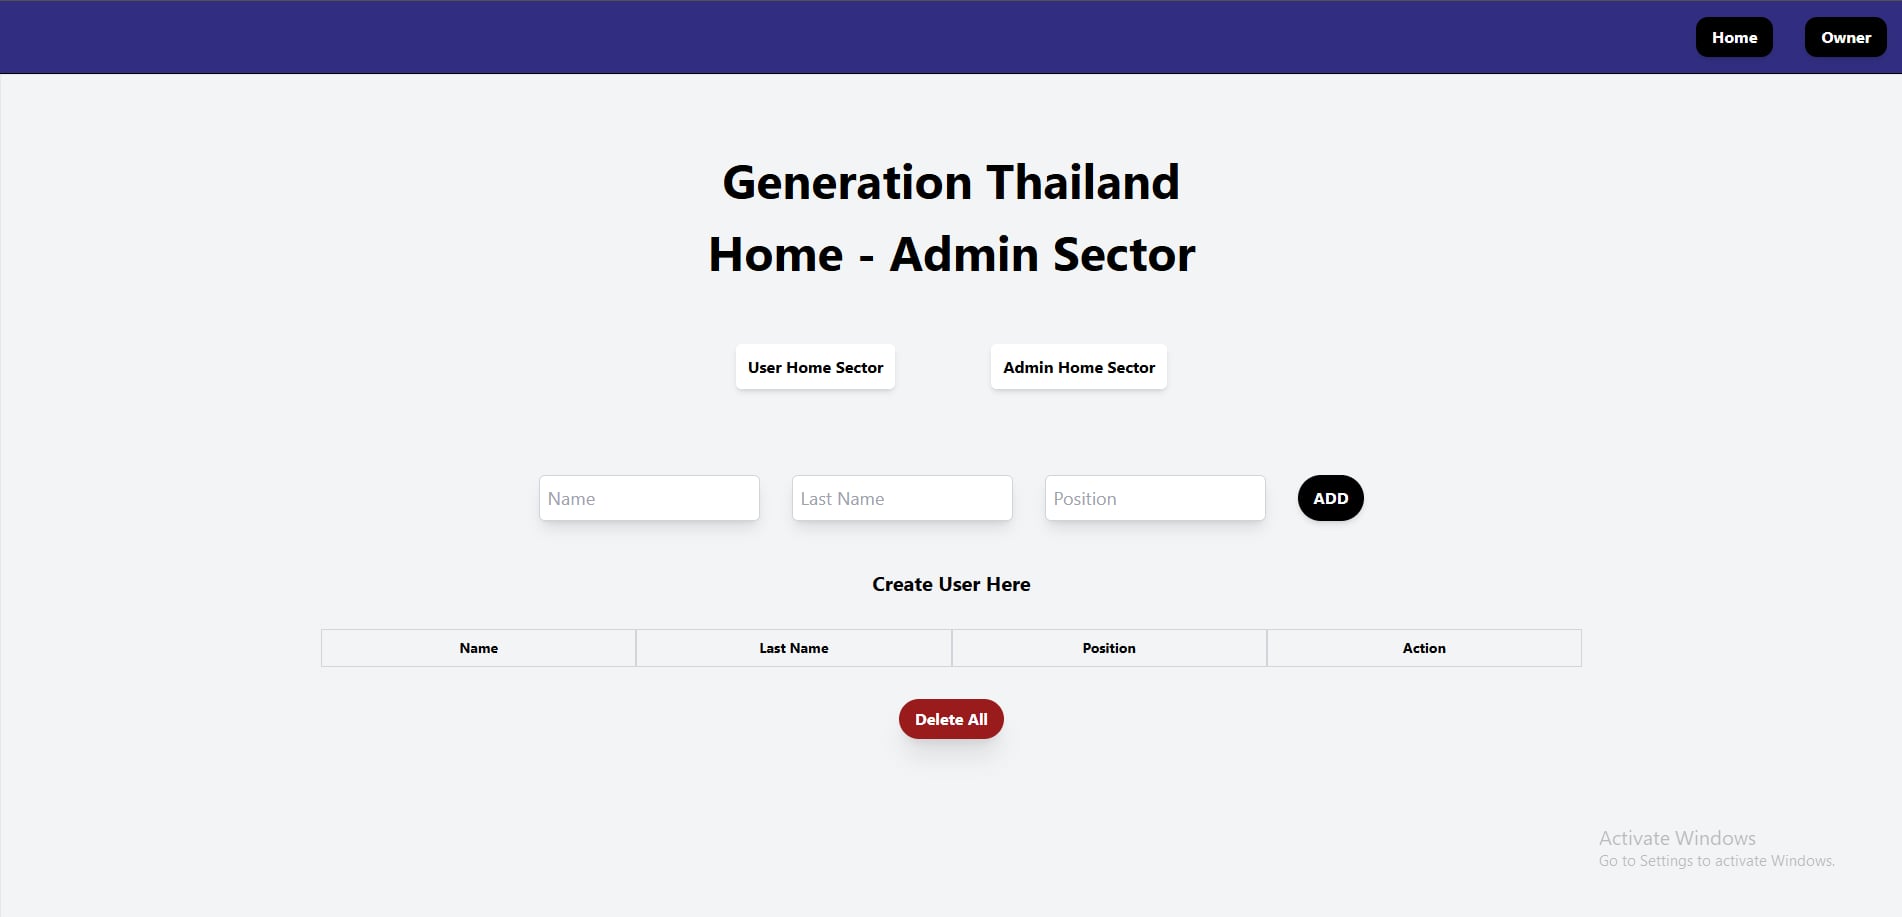 Home Owner
Generation Thailand
Home - Admin Sector
User Home Sector Admin Home Sector
Name Last Name Position ADD
Create User Here
Name Last Name Position Action
Delete All
Activate Windows
Go to Settings to activate Windows.